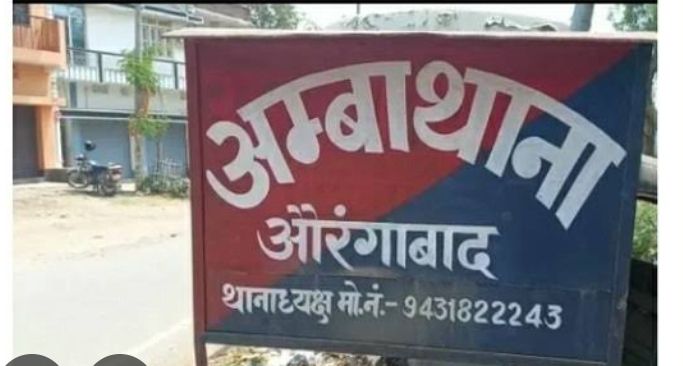 अम्बा थाना
औरंगाबाद
थानाध्यक्ष मो.नं.- 9431822243